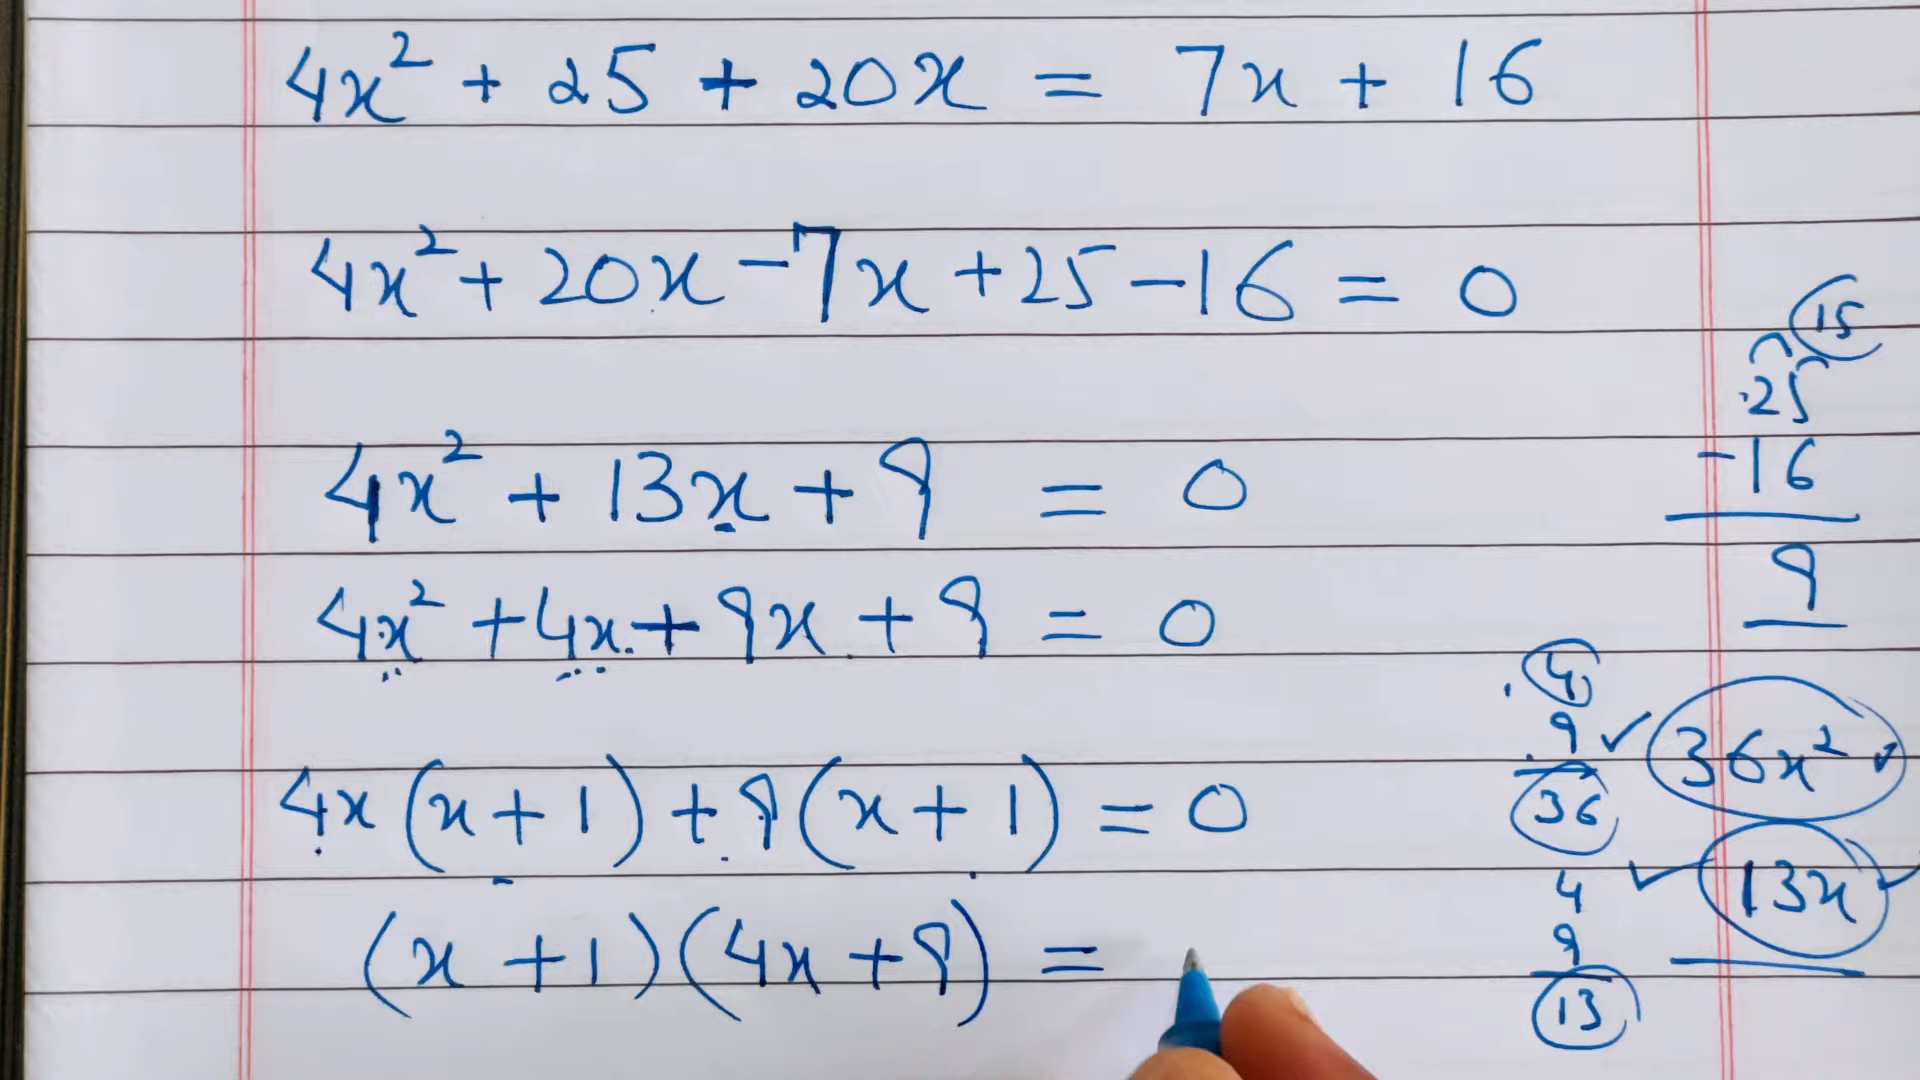 4x² + 25 + 20x = 7x + 16
4x² + 20x - 7x + 25 - 16 = 0
4x² + 13x + 9 = 0
4x² + 4x + 9x + 9 = 0
4x (x + 1) + 9 (x + 1) = 0
(x + 1) (4x + 9) =
15
25
- 16
9
4
9 ✓
36
4
9
13
36x² ✓
✓ 13x ✓